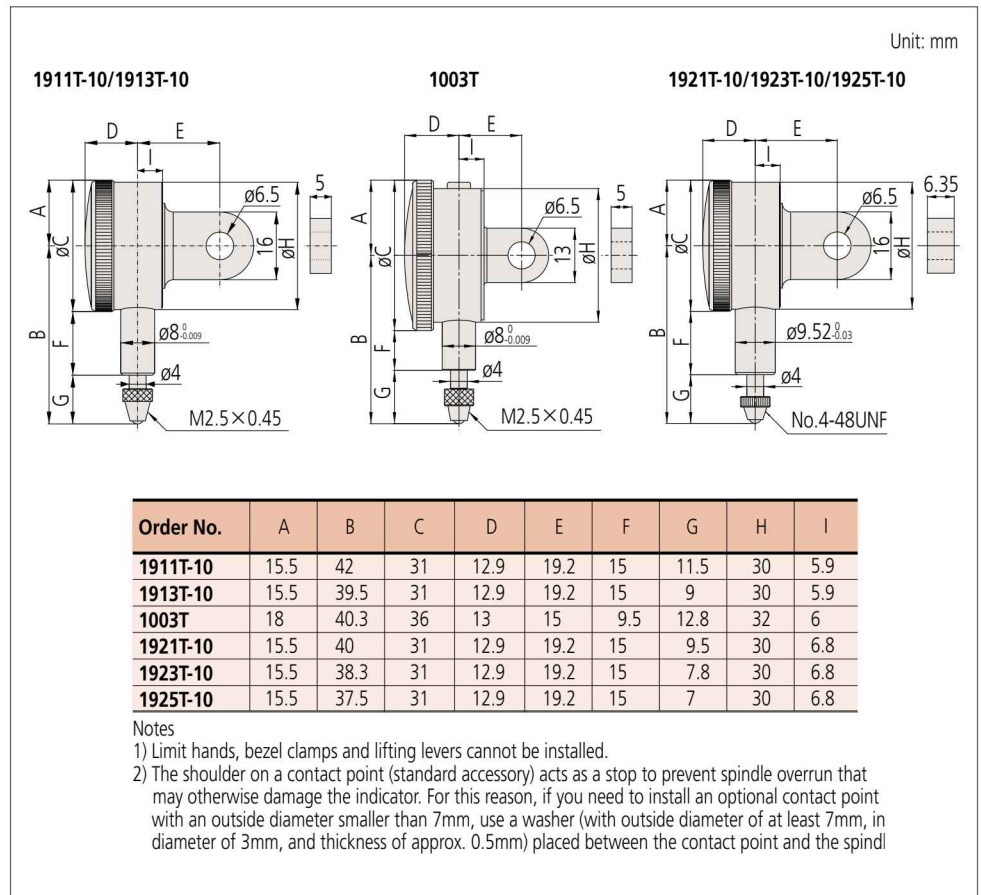 Unit: mm
1911T-10/1913T-10
1003T
1921T-10/1923T-10/1925T-10
D E
I
A
øC
B
F
G
ø6.5
16
øH
5
ø8 0 -0.009
ø4
M2.5×0.45
D E
I
A
øC
B
F
G
ø6.5
13
øH
5
ø8 0 -0.009
ø4
M2.5×0.45
D E
I
A
øC
B
F
G
ø6.5
16
øH
6.35
ø9.52 0 -0.03
ø4
No.4-48UNF
Order No. A B C D E F G H I
1911T-10 15.5 42 31 12.9 19.2 15 11.5 30 5.9
1913T-10 15.5 39.5 31 12.9 19.2 15 9 30 5.9
1003T 18 40.3 36 13 15 9.5 12.8 32 6
1921T-10 15.5 40 31 12.9 19.2 15 9.5 30 6.8
1923T-10 15.5 38.3 31 12.9 19.2 15 7.8 30 6.8
1925T-10 15.5 37.5 31 12.9 19.2 15 7 30 6.8
Notes
1) Limit hands, bezel clamps and lifting levers cannot be installed.
2) The shoulder on a contact point (standard accessory) acts as a stop to prevent spindle overrun that
may otherwise damage the indicator. For this reason, if you need to install an optional contact point
with an outside diameter smaller than 7mm, use a washer (with outside diameter of at least 7mm, in
diameter of 3mm, and thickness of approx. 0.5mm) placed between the contact point and the spindl